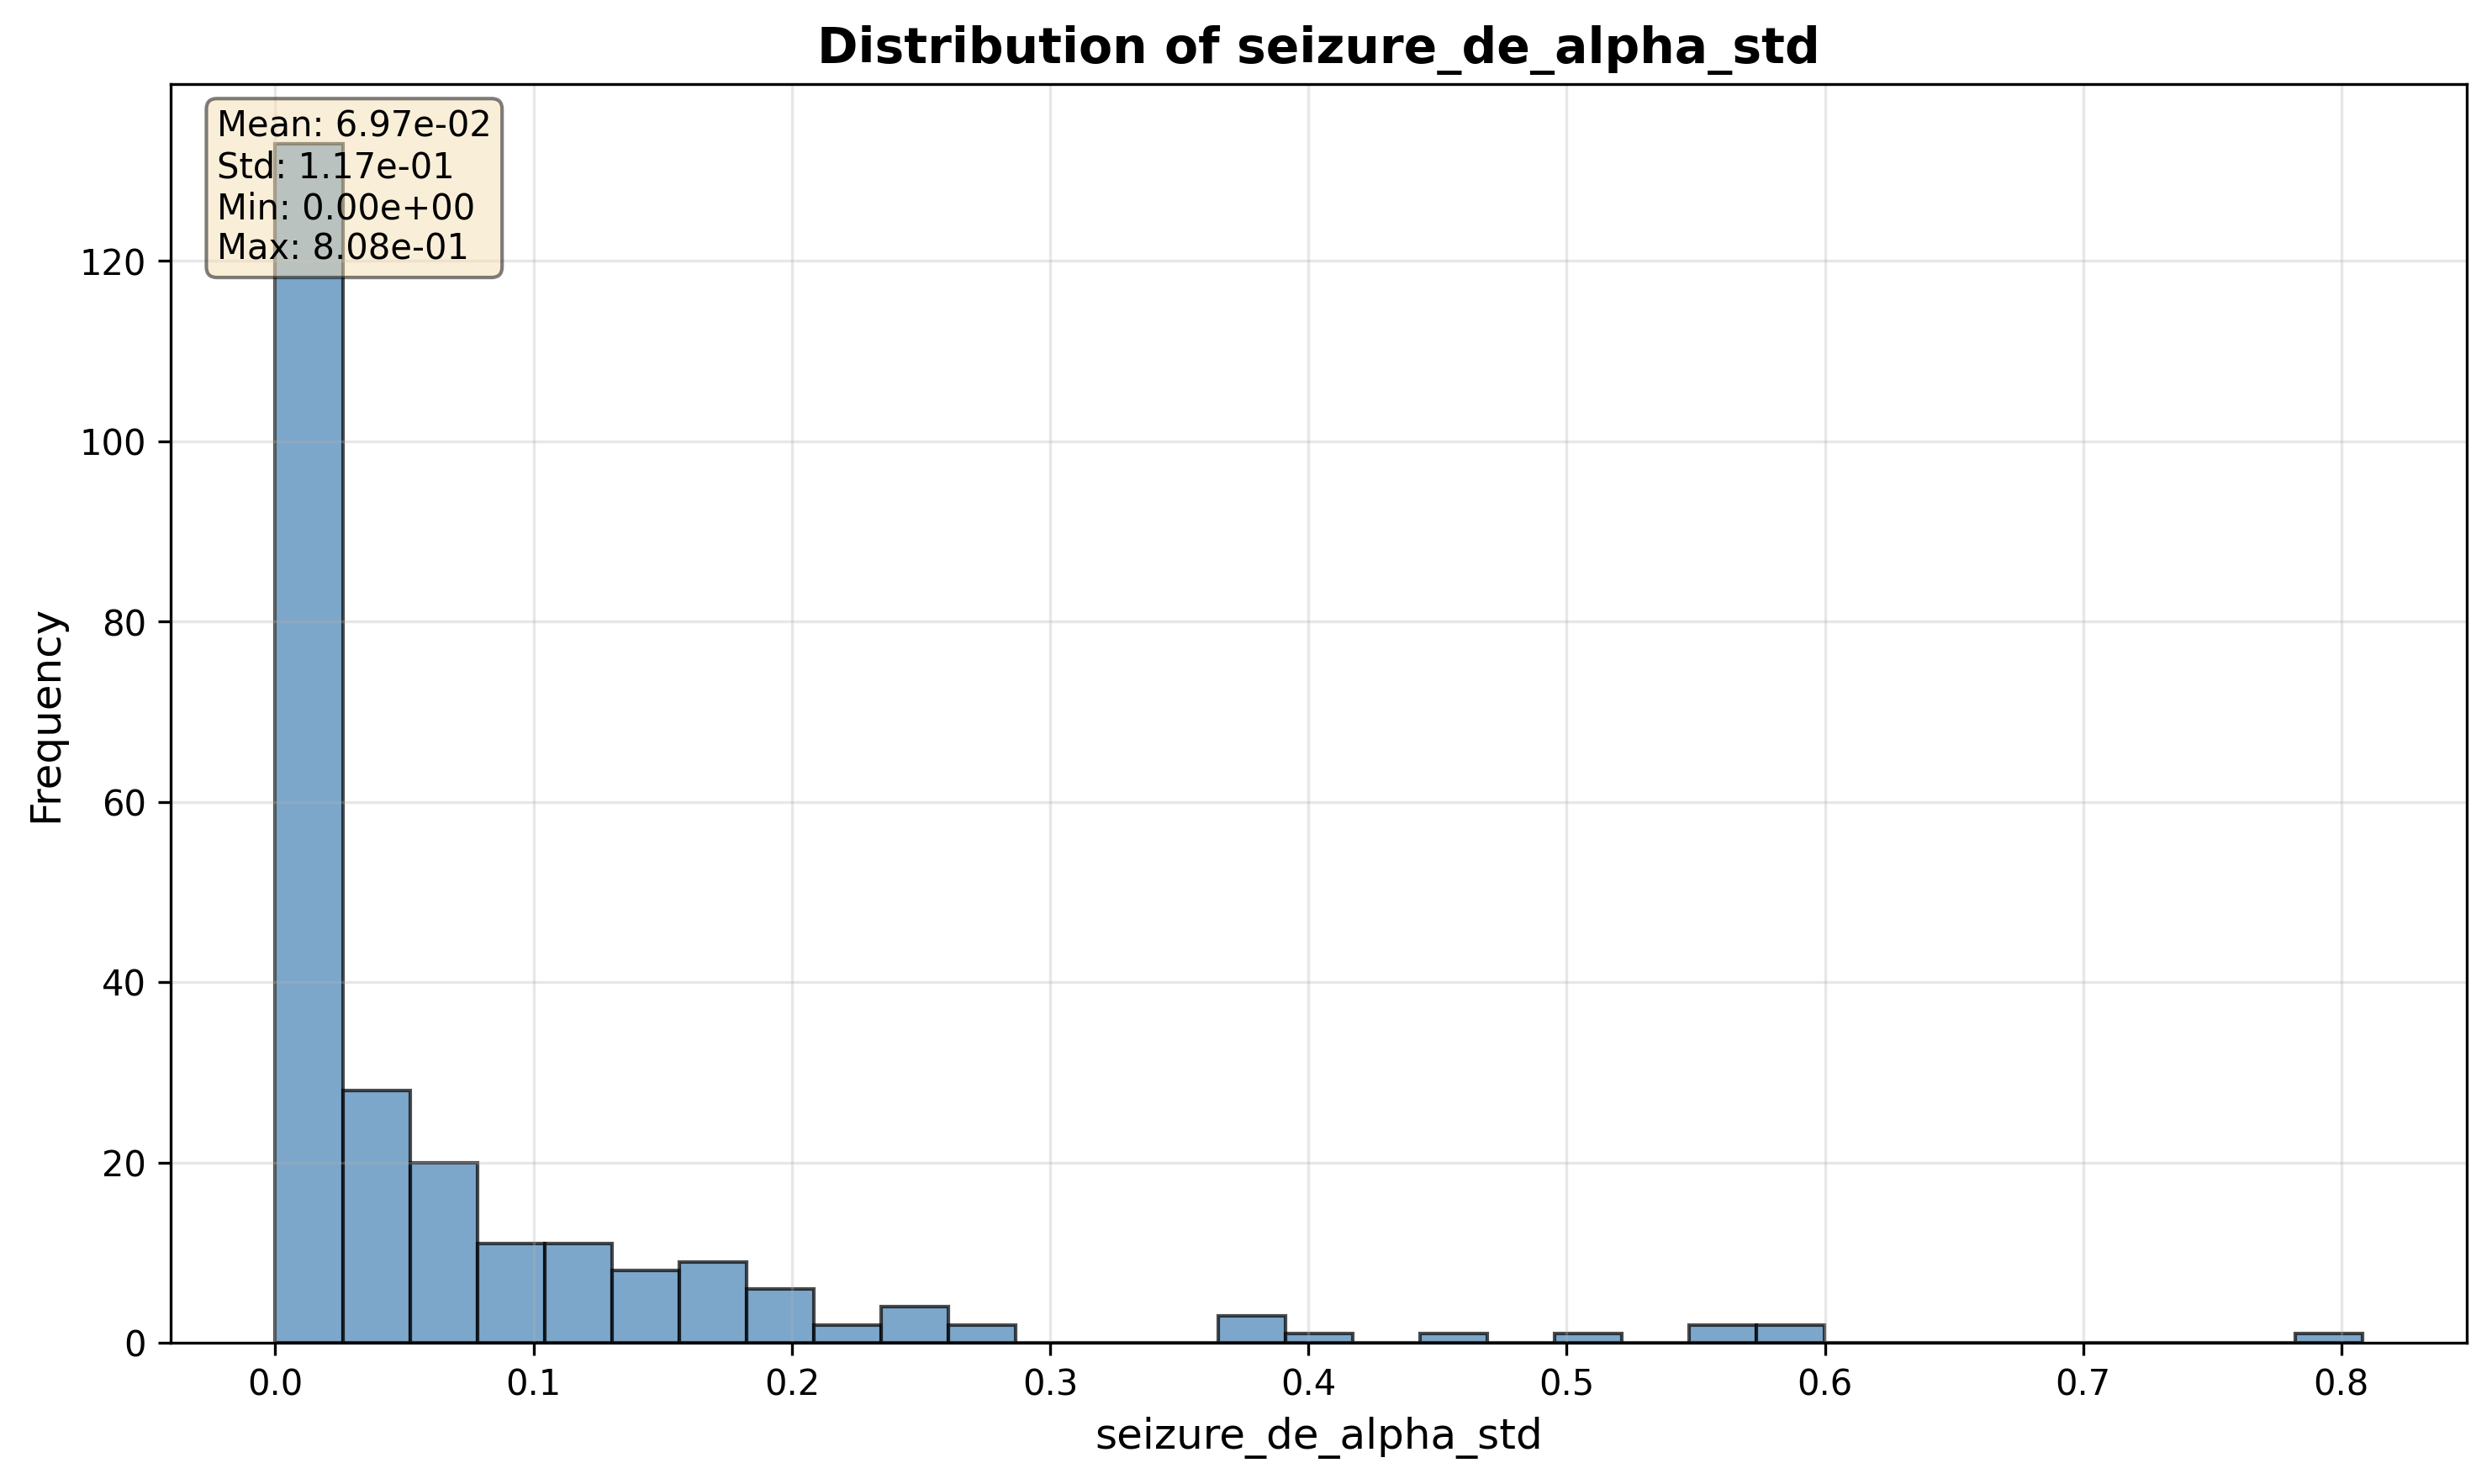 Distribution of seizure_de_alpha_std
Mean: 6.97e-02
Std: 1.17e-01
Min: 0.00e+00
Max: 8.08e-01
120
100
80
60
40
20
0
Frequency
0.0 0.1 0.2 0.3 0.4 0.5 0.6 0.7 0.8
seizure_de_alpha_std